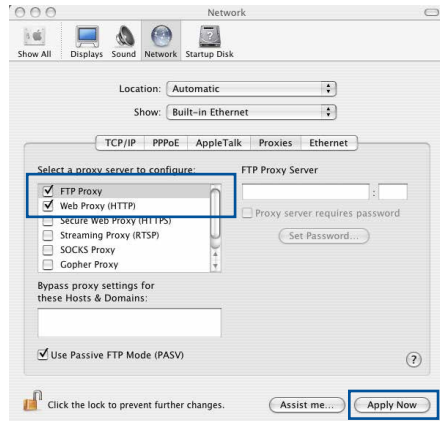 Network
Show All Displays Sound Network Startup Disk
Location: Automatic
Show: Built-in Ethernet
TCP/IP PPPoE AppleTalk Proxies Ethernet
Select a proxy server to configure: FTP Proxy Server
FTP Proxy
Web Proxy (HTTP) :
Secure Web Proxy (HTTPS) Proxy server requires password
Streaming Proxy (RTSP) Set Password...
SOCKS Proxy
Gopher Proxy
Bypass proxy settings for
these Hosts & Domains:
Use Passive FTP Mode (PASV) ?
Click the lock to prevent further changes. Assist me... Apply Now